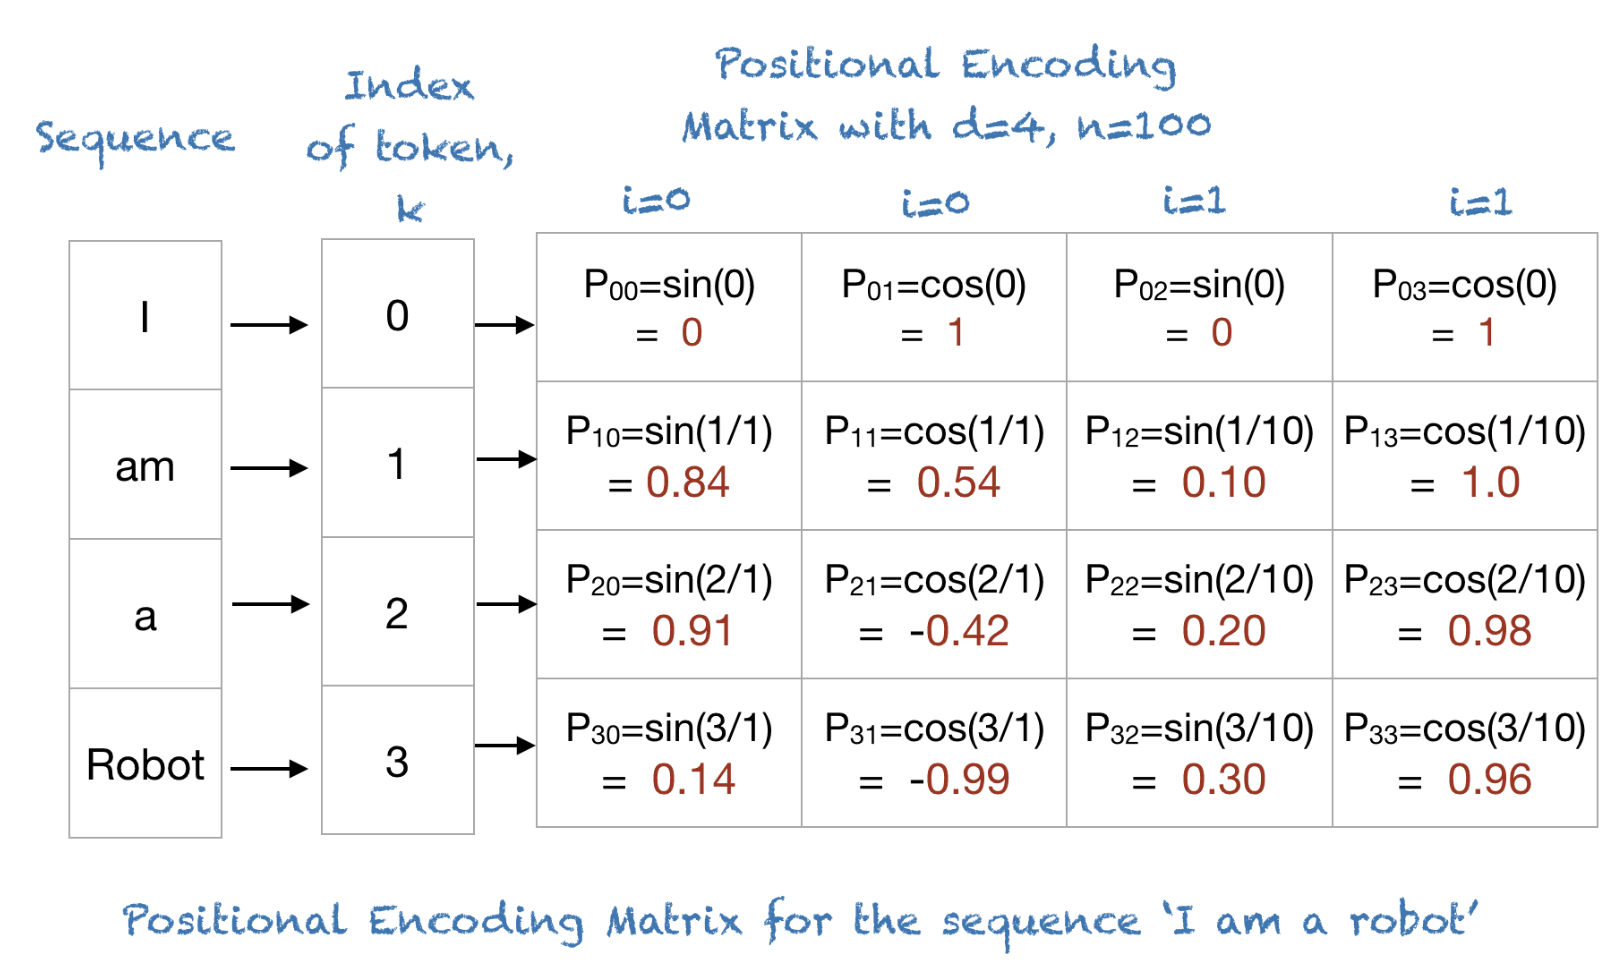 Positional Encoding
Matrix with d=4, n=100
Index
of token,
k
Sequence
i=0 i=0 i=1 i=1
I 0 P₀₀=sin(0) P₀₁=cos(0) P₀₂=sin(0) P₀₃=cos(0)
= 0 = 1 = 0 = 1
am 1 P₁₀=sin(1/1) P₁₁=cos(1/1) P₁₂=sin(1/10) P₁₃=cos(1/10)
= 0.84 = 0.54 = 0.10 = 1.0
a 2 P₂₀=sin(2/1) P₂₁=cos(2/1) P₂₂=sin(2/10) P₂₃=cos(2/10)
= 0.91 = -0.42 = 0.20 = 0.98
Robot 3 P₃₀=sin(3/1) P₃₁=cos(3/1) P₃₂=sin(3/10) P₃₃=cos(3/10)
= 0.14 = -0.99 = 0.30 = 0.96
Positional Encoding Matrix for the sequence ‘I am a robot’